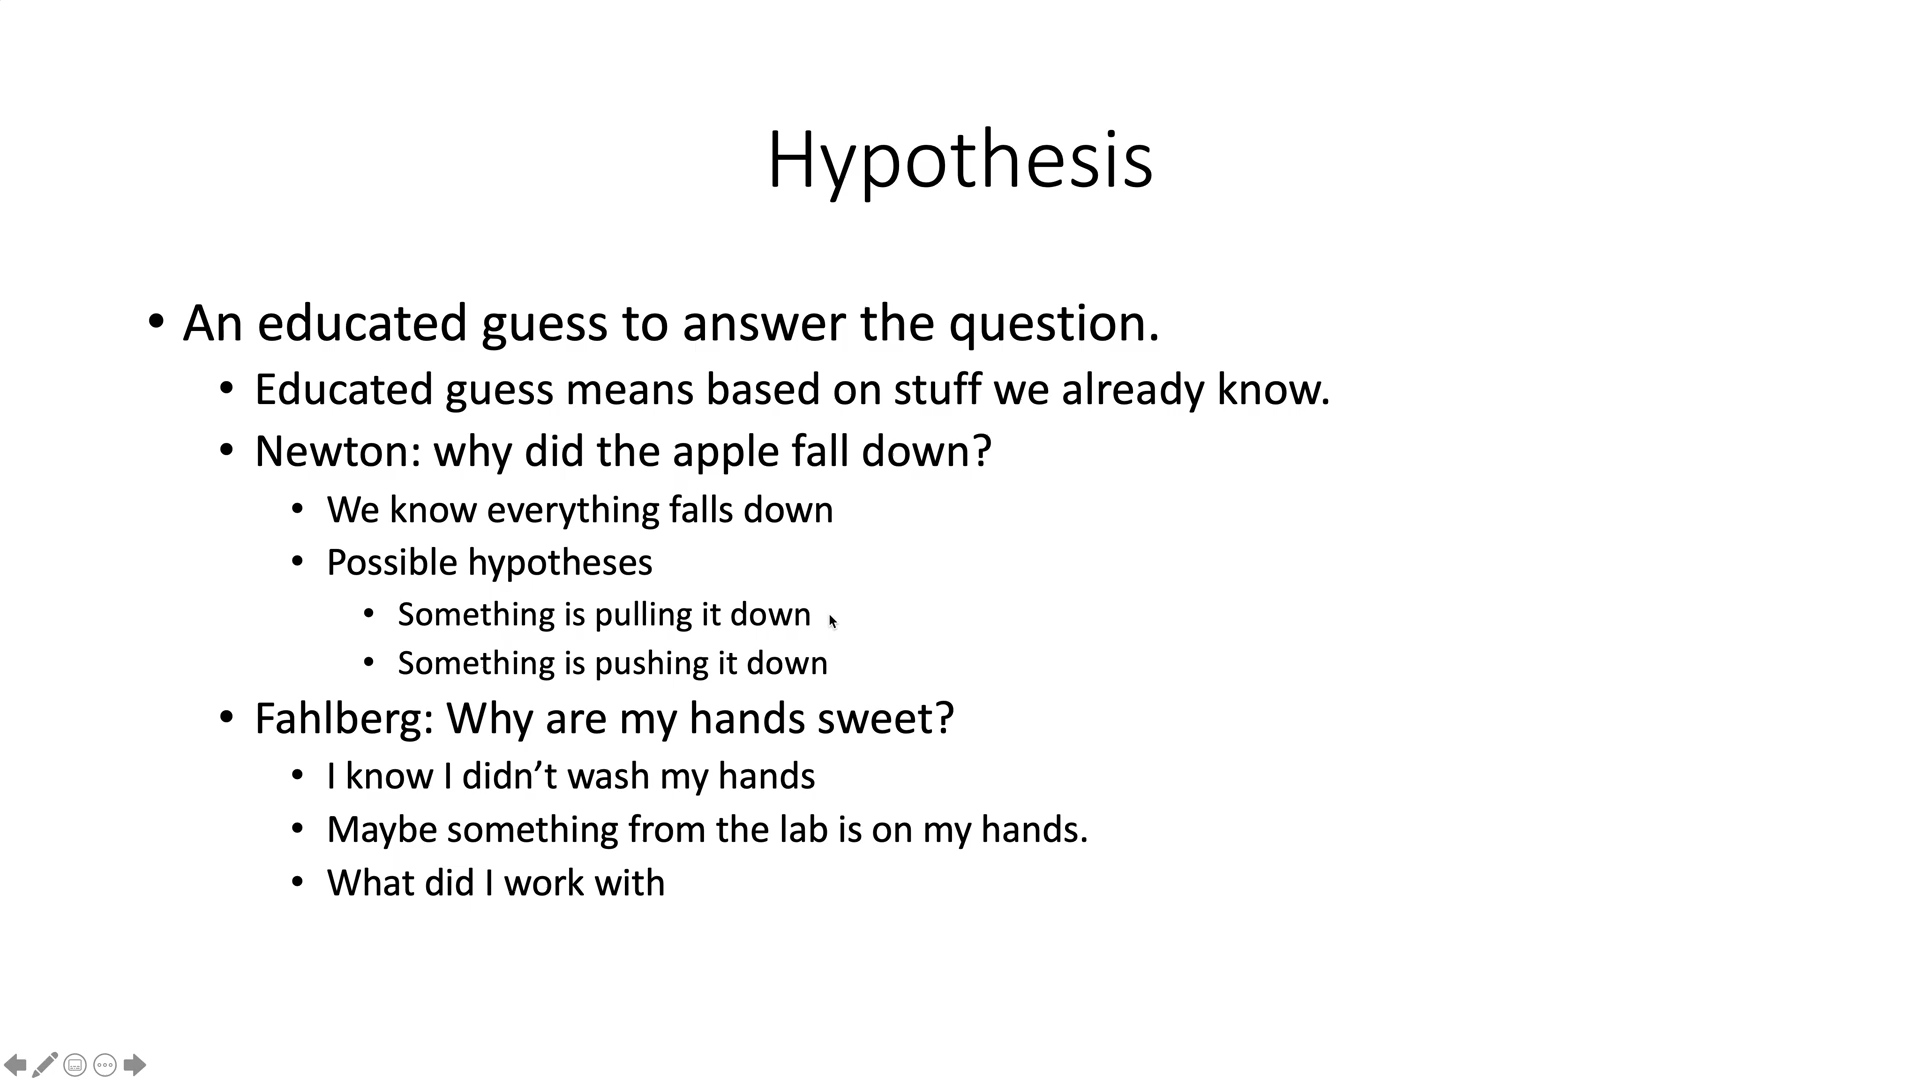 Hypothesis
• An educated guess to answer the question.
• Educated guess means based on stuff we already know.
• Newton: why did the apple fall down?
• We know everything falls down
• Possible hypotheses
• Something is pulling it down
• Something is pushing it down
• Fahlberg: Why are my hands sweet?
• I know I didn’t wash my hands
• Maybe something from the lab is on my hands.
• What did I work with